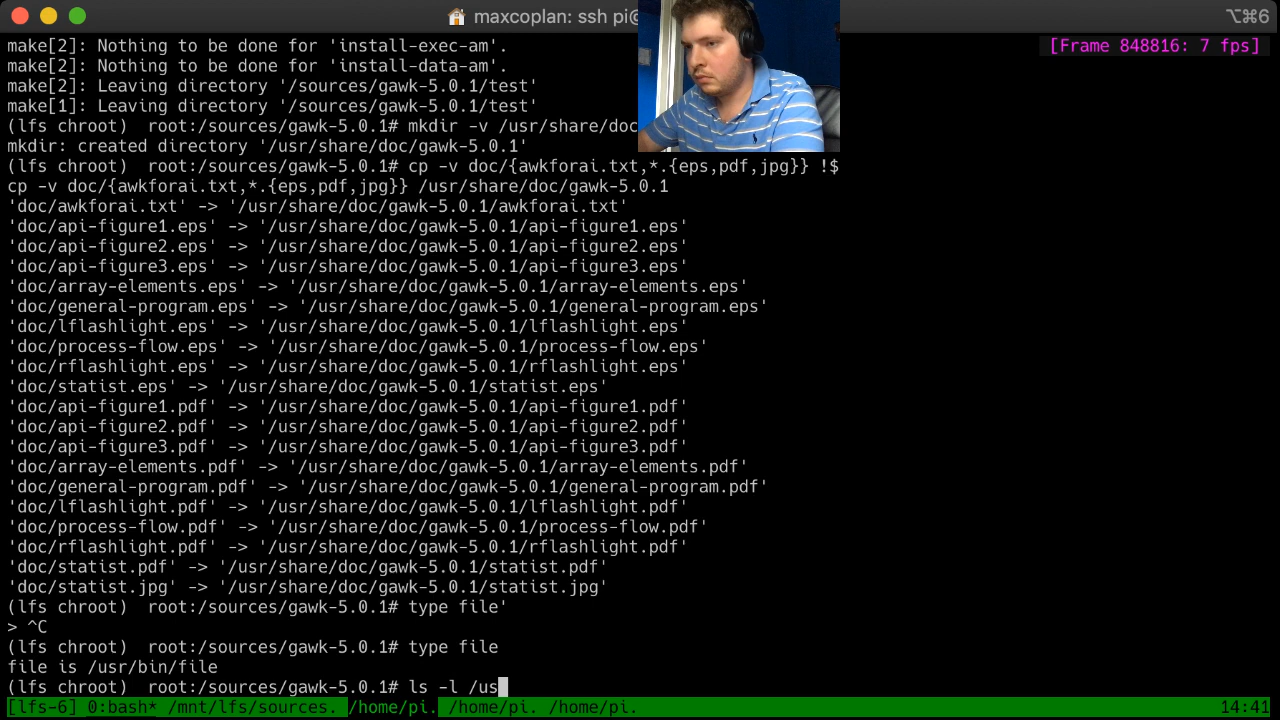 maxcoplan: ssh pi@
⌥⌘6
make[2]: Nothing to be done for 'install-exec-am'.
[Frame 848816: 7 fps]
make[2]: Nothing to be done for 'install-data-am'.
make[2]: Leaving directory '/sources/gawk-5.0.1/test'
make[1]: Leaving directory '/sources/gawk-5.0.1/test'
(lfs chroot)  root:/sources/gawk-5.0.1# mkdir -v /usr/share/doc
mkdir: created directory '/usr/share/doc/gawk-5.0.1'
(lfs chroot)  root:/sources/gawk-5.0.1# cp -v doc/{awkforai.txt,*.{eps,pdf,jpg}} !$
cp -v doc/{awkforai.txt,*.{eps,pdf,jpg}} /usr/share/doc/gawk-5.0.1
'doc/awkforai.txt' -> '/usr/share/doc/gawk-5.0.1/awkforai.txt'
'doc/api-figure1.eps' -> '/usr/share/doc/gawk-5.0.1/api-figure1.eps'
'doc/api-figure2.eps' -> '/usr/share/doc/gawk-5.0.1/api-figure2.eps'
'doc/api-figure3.eps' -> '/usr/share/doc/gawk-5.0.1/api-figure3.eps'
'doc/array-elements.eps' -> '/usr/share/doc/gawk-5.0.1/array-elements.eps'
'doc/general-program.eps' -> '/usr/share/doc/gawk-5.0.1/general-program.eps'
'doc/lflashlight.eps' -> '/usr/share/doc/gawk-5.0.1/lflashlight.eps'
'doc/process-flow.eps' -> '/usr/share/doc/gawk-5.0.1/process-flow.eps'
'doc/rflashlight.eps' -> '/usr/share/doc/gawk-5.0.1/rflashlight.eps'
'doc/statist.eps' -> '/usr/share/doc/gawk-5.0.1/statist.eps'
'doc/api-figure1.pdf' -> '/usr/share/doc/gawk-5.0.1/api-figure1.pdf'
'doc/api-figure2.pdf' -> '/usr/share/doc/gawk-5.0.1/api-figure2.pdf'
'doc/api-figure3.pdf' -> '/usr/share/doc/gawk-5.0.1/api-figure3.pdf'
'doc/array-elements.pdf' -> '/usr/share/doc/gawk-5.0.1/array-elements.pdf'
'doc/general-program.pdf' -> '/usr/share/doc/gawk-5.0.1/general-program.pdf'
'doc/lflashlight.pdf' -> '/usr/share/doc/gawk-5.0.1/lflashlight.pdf'
'doc/process-flow.pdf' -> '/usr/share/doc/gawk-5.0.1/process-flow.pdf'
'doc/rflashlight.pdf' -> '/usr/share/doc/gawk-5.0.1/rflashlight.pdf'
'doc/statist.pdf' -> '/usr/share/doc/gawk-5.0.1/statist.pdf'
'doc/statist.jpg' -> '/usr/share/doc/gawk-5.0.1/statist.jpg'
(lfs chroot)  root:/sources/gawk-5.0.1# type file'
> ^C
(lfs chroot)  root:/sources/gawk-5.0.1# type file
file is /usr/bin/file
(lfs chroot)  root:/sources/gawk-5.0.1# ls -l /us
[lfs-6] 0:bash* /mnt/lfs/sources. /home/pi. /home/pi. /home/pi. 14:41